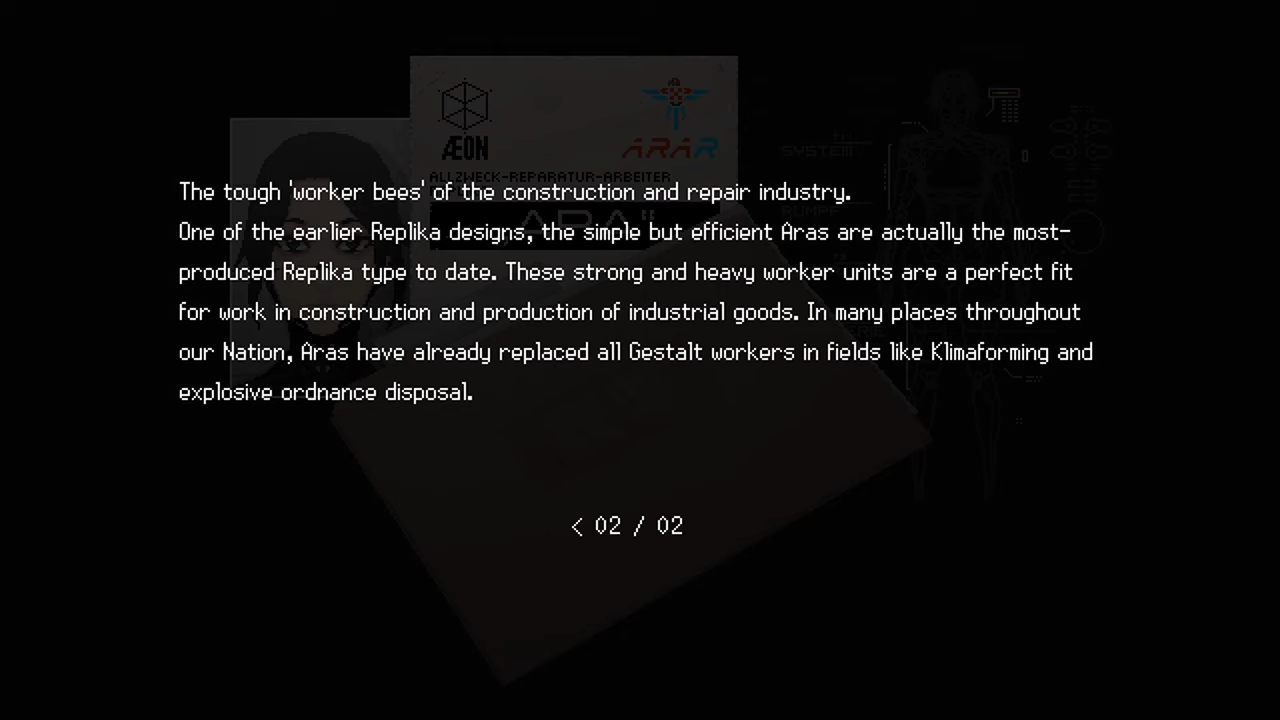 ÆON
ARAR
ALLZWECK-REPARATUR-ARBEITER
SYSTEM
The tough 'worker bees' of the construction and repair industry.
One of the earlier Replika designs, the simple but efficient Aras are actually the most-
produced Replika type to date. These strong and heavy worker units are a perfect fit
for work in construction and production of industrial goods. In many places throughout
our Nation, Aras have already replaced all Gestalt workers in fields like Klimaforming and
explosive ordnance disposal.
< 02 / 02